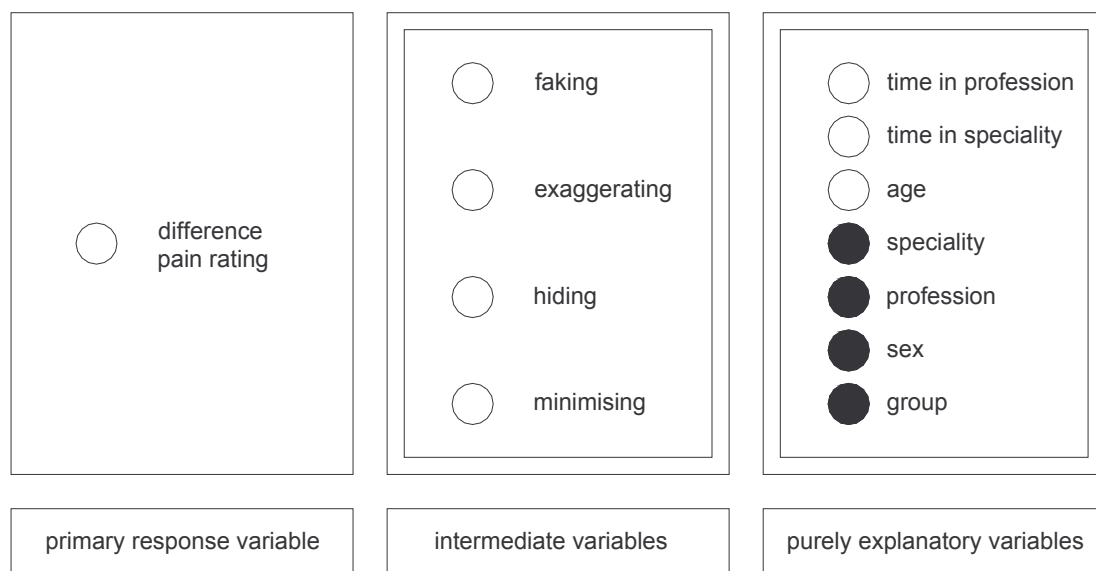 difference
pain rating
faking
exaggerating
hiding
minimising
time in profession
time in speciality
age
speciality
profession
sex
group
primary response variable
intermediate variables
purely explanatory variables